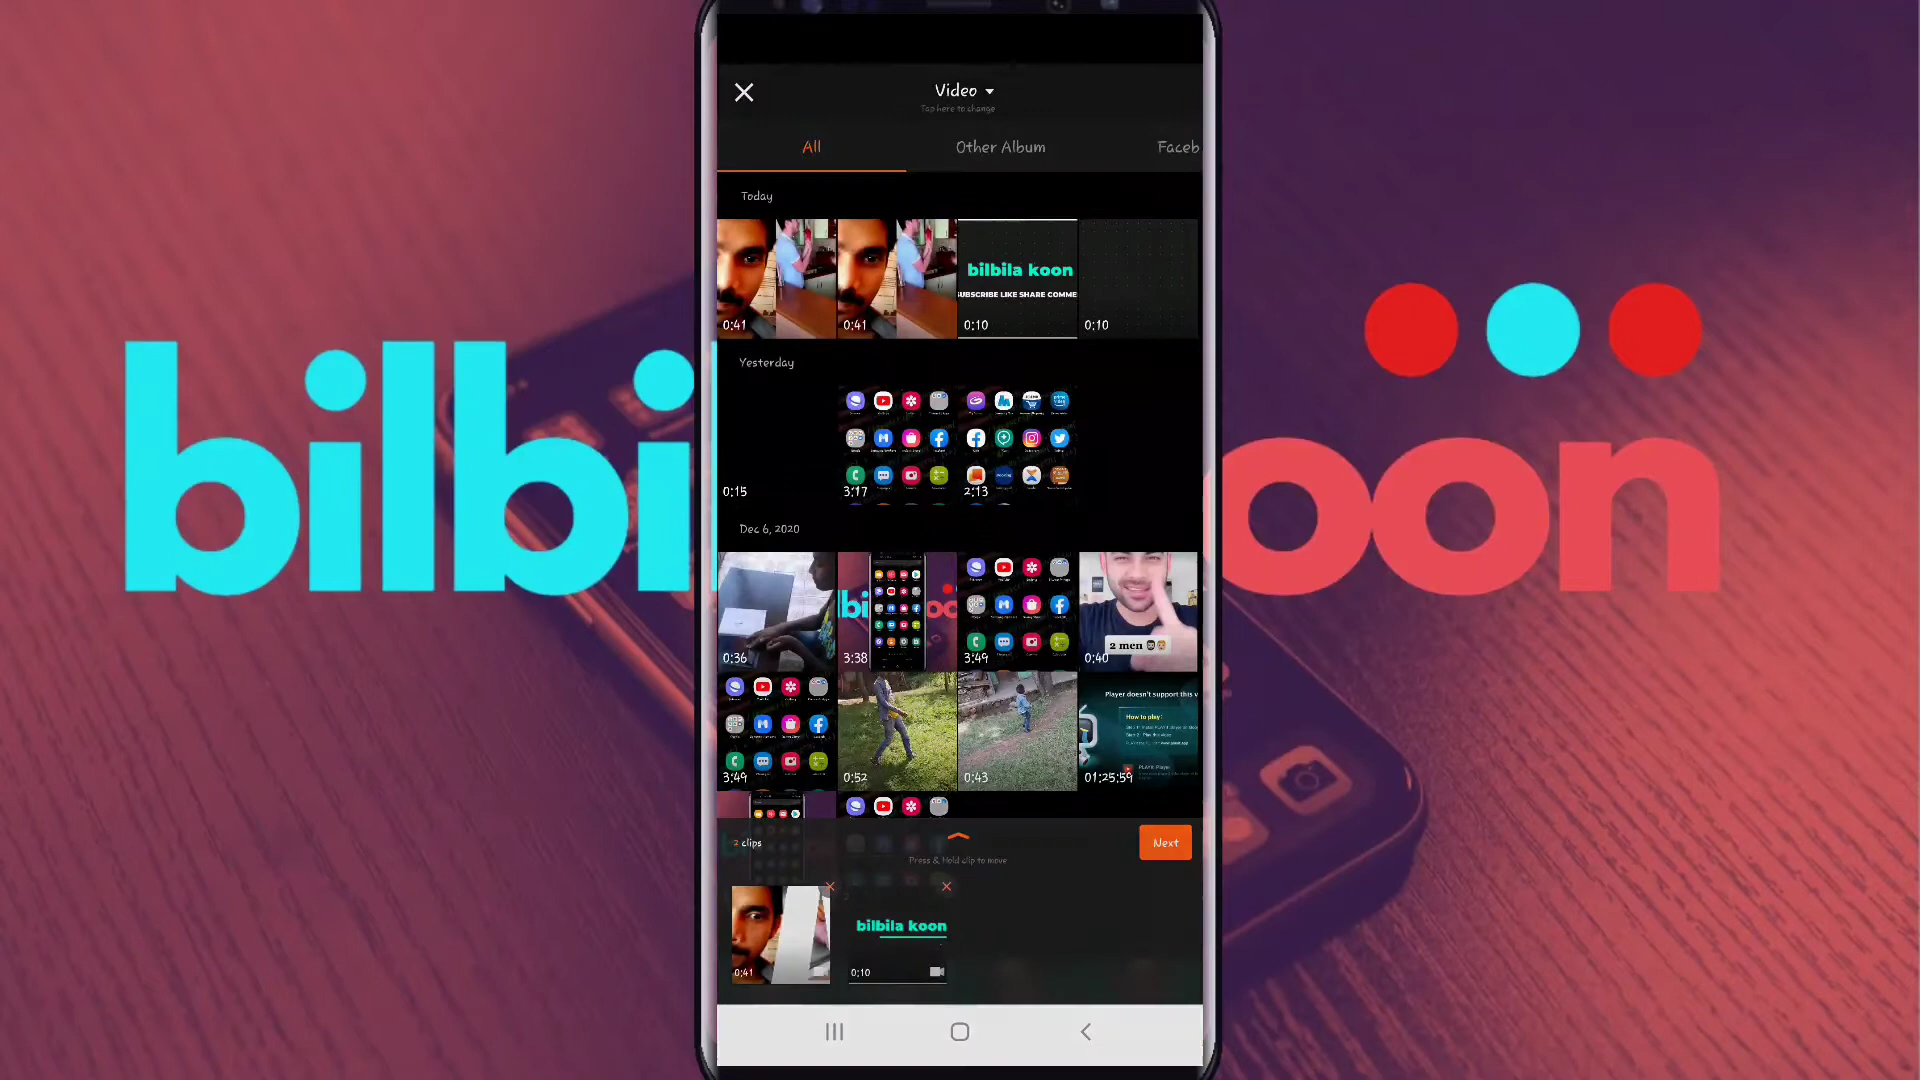 Video
Tap here to change
All
Other Album
Faceb
Today
bilbila koon
SUBSCRIBE LIKE SHARE COMME
0:41
0:41
0:10
0:10
Yesterday
0:15
3:17
2:13
Dec 6, 2020
2 men
0:36
3:38
3:49
0:40
Player doesn't support this v
How to play:
3:49
0:52
0:43
01:25:59
2 clips
Next
Press & Hold clip to move
bilbila koon
0:41
0:10
bilbi
oon